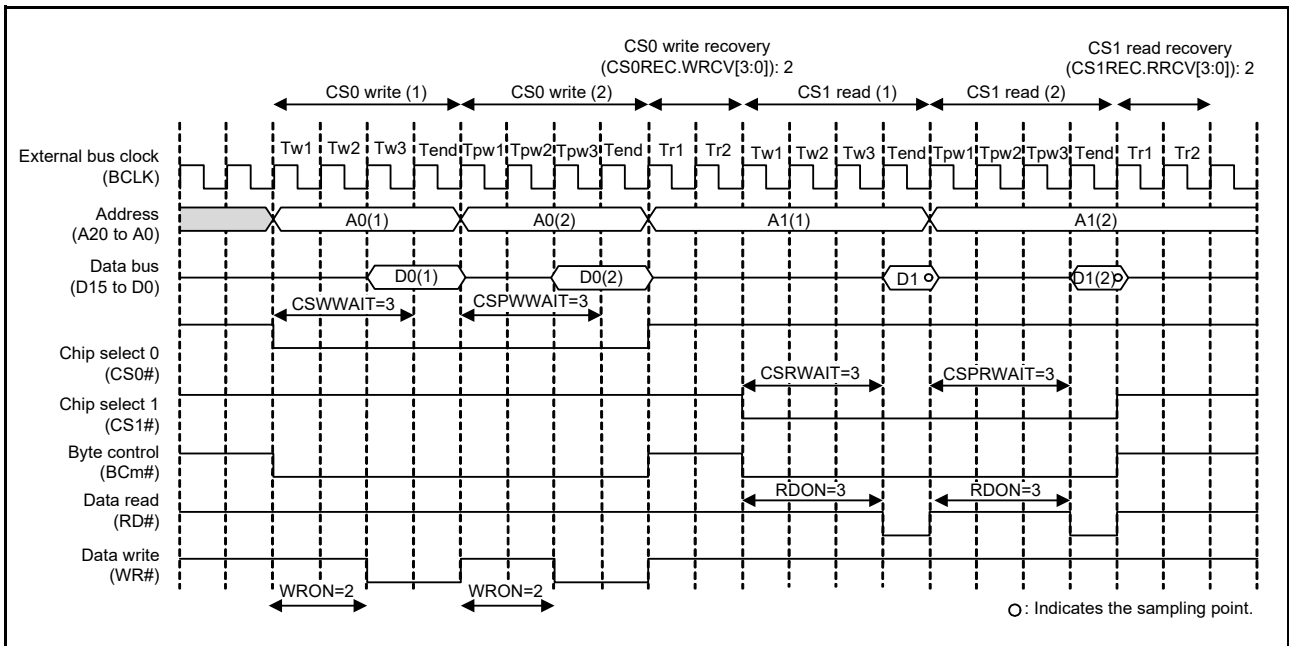 CS0 write recovery
(CS0REC.WRCV[3:0]): 2
CS1 read recovery
(CS1REC.RRCV[3:0]): 2
CS0 write (1)
CS0 write (2)
CS1 read (1)
CS1 read (2)
External bus clock
(BCLK)
Tw1 Tw2 Tw3 Tend Tpw1 Tpw2 Tpw3 Tend Tr1 Tr2 Tw1 Tw2 Tw3 Tend Tpw1 Tpw2 Tpw3 Tend Tr1 Tr2
Address
(A20 to A0)
A0(1) A0(2) A1(1) A1(2)
Data bus
(D15 to D0)
D0(1) D0(2) D1 D1(2)
CSWWAIT=3 CSPWWAIT=3
Chip select 0
(CS0#)
CSRWAIT=3 CSPRWAIT=3
Chip select 1
(CS1#)
Byte control
(BCm#)
Data read
(RD#)
RDON=3 RDON=3
Data write
(WR#)
WRON=2 WRON=2
: Indicates the sampling point.